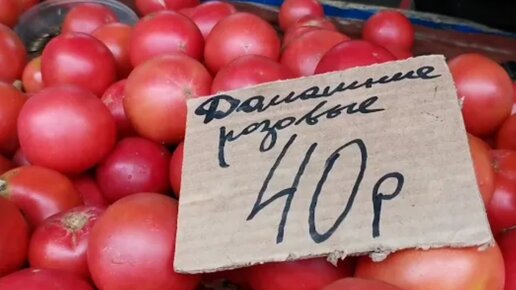 Домашние
розовые
40р